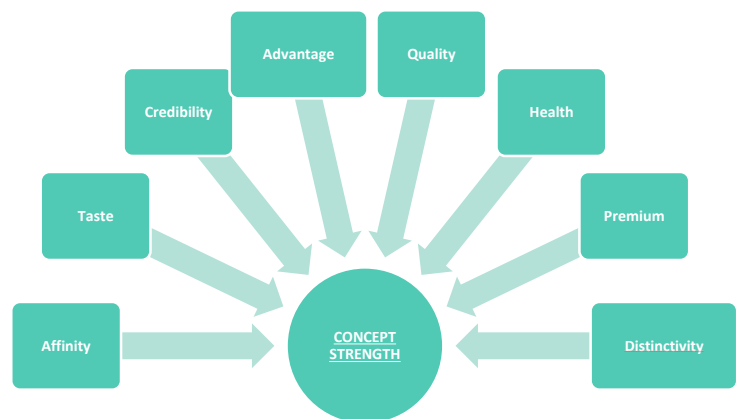 Advantage
Quality
Credibility
Health
Taste
Premium
Affinity
CONCEPT
STRENGTH
Distinctivity